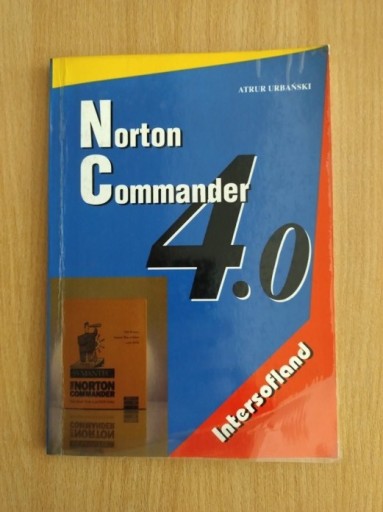 ATRUR URBAŃSKI
Norton
Commander
4.0
NORTON
COMMANDER
Intersofland